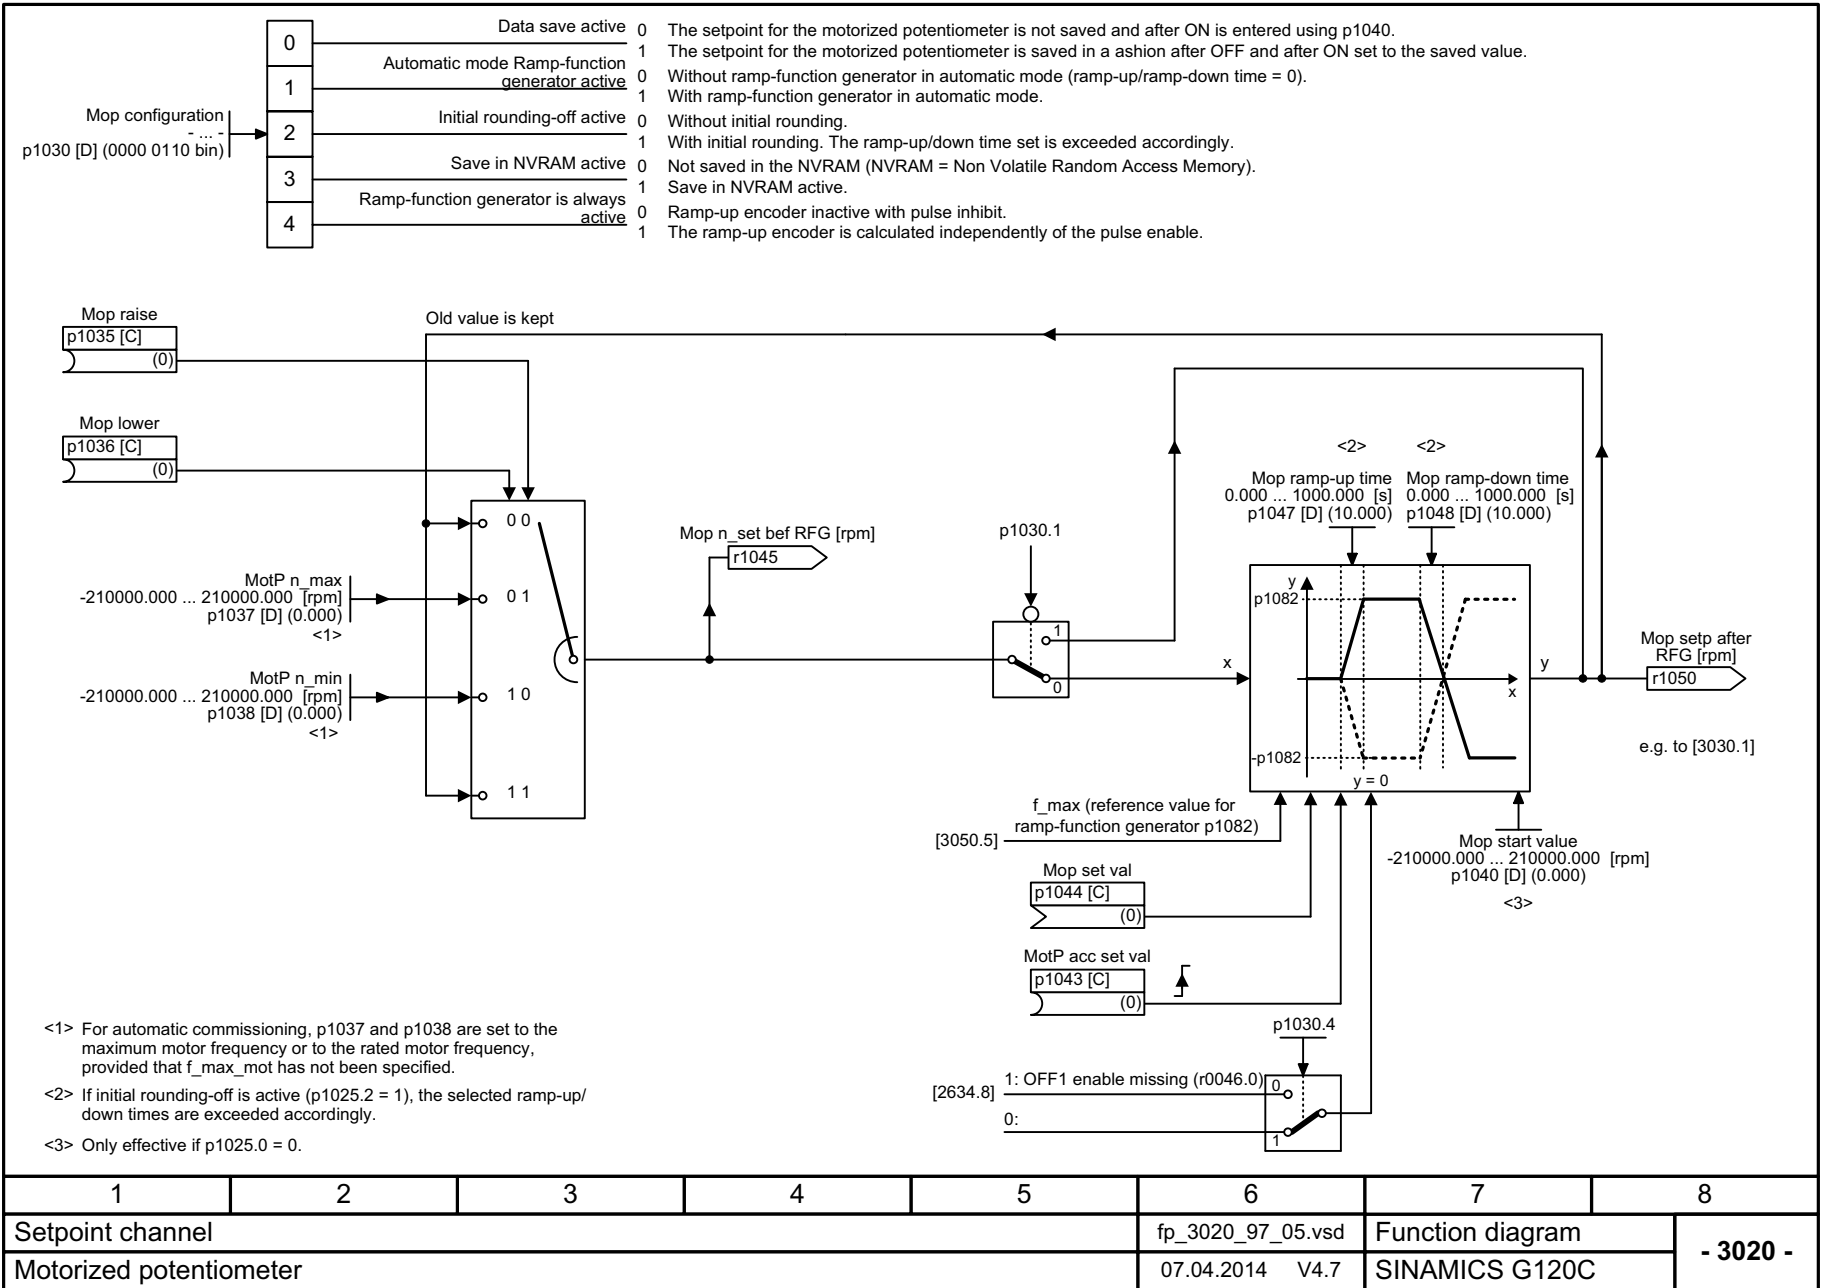 Data save active 0 The setpoint for the motorized potentiometer is not saved and after ON is entered using p1040.
0
1 The setpoint for the motorized potentiometer is saved in a ashion after OFF and after ON set to the saved value.
Automatic mode Ramp-function
generator active 0 Without ramp-function generator in automatic mode (ramp-up/ramp-down time = 0).
1
1 With ramp-function generator in automatic mode.
Mop configuration
- ... -
p1030 [D] (0000 0110 bin)
2
Initial rounding-off active 0 Without initial rounding.
1 With initial rounding. The ramp-up/down time set is exceeded accordingly.
3
Save in NVRAM active 0 Not saved in the NVRAM (NVRAM = Non Volatile Random Access Memory).
1 Save in NVRAM active.
4
Ramp-function generator is always
active 0 Ramp-up encoder inactive with pulse inhibit.
1 The ramp-up encoder is calculated independently of the pulse enable.
Mop raise
p1035 [C]
(0)
Old value is kept
Mop lower
p1036 [C]
(0)
0 0
0 1
1 0
1 1
MotP n_max
-210000.000 ... 210000.000 [rpm]
p1037 [D] (0.000)
<1>
MotP n_min
-210000.000 ... 210000.000 [rpm]
p1038 [D] (0.000)
<1>
Mop n_set bef RFG [rpm]
r1045
p1030.1
1
0
<2> <2>
Mop ramp-up time
0.000 ... 1000.000 [s]
p1047 [D] (10.000)
Mop ramp-down time
0.000 ... 1000.000 [s]
p1048 [D] (10.000)
x
y
p1082
x
-p1082
y = 0
y
Mop setp after
RFG [rpm]
r1050
e.g. to [3030.1]
f_max (reference value for
ramp-function generator p1082)
[3050.5]
Mop start value
-210000.000 ... 210000.000 [rpm]
p1040 [D] (0.000)
<3>
Mop set val
p1044 [C]
(0)
MotP acc set val
p1043 [C]
(0)
p1030.4
[2634.8] 1: OFF1 enable missing (r0046.0)
0:
0
1
<1> For automatic commissioning, p1037 and p1038 are set to the
maximum motor frequency or to the rated motor frequency,
provided that f_max_mot has not been specified.
<2> If initial rounding-off is active (p1025.2 = 1), the selected ramp-up/
down times are exceeded accordingly.
<3> Only effective if p1025.0 = 0.
1 2 3 4 5 6 7 8
Setpoint channel fp_3020_97_05.vsd Function diagram
- 3020 -
Motorized potentiometer 07.04.2014 V4.7 SINAMICS G120C